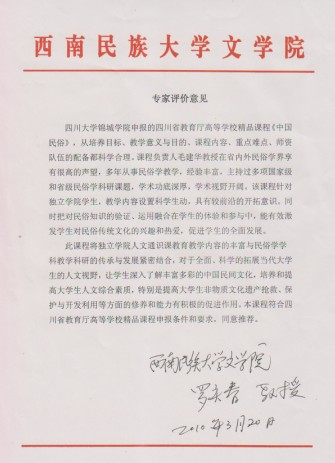 西南民族大学文学院
专家评价意见
四川大学锦城学院申报的四川省教育厅高等学校精品课程《中国
民俗》，从培养目标、教学意义与目的、课程内容、重点难点、师资
队伍的配备都科学合理。课程负责人毛建华教授在省内外民俗学界享
有很高的声望，多年从事民俗学教学，经验丰富，主持过多项国家级
和省级民俗学科研课题，学术功底深厚，学术视野开阔。该课程针对
独立学院学生，教学内容设置科学生动，具有较前沿的开拓意识，同
时把对民俗知识的验证、运用融合在学生的体验和参与中，能有效激
发学生对民俗传统文化的兴趣和热爱，促进学生的全面发展。
此课程将独立学院人文通识课教育教学内容的丰富与民俗学学
科教学科研的传承与发展紧密结合，对于全面、科学的拓展当代大学
生的人文视野，让学生深入了解丰富多彩的中国民间文化，培养和提
高大学生人文综合素质，特别是提高大学生非物质文化遗产抢救、保
护与开发利用等方面的修养和能力有积极的促进作用。本课程符合四
川省教育厅高等学校精品课程申报条件和要求，同意推荐。
西南民族大学文学院
罗庆春 教授
2010年3月20日